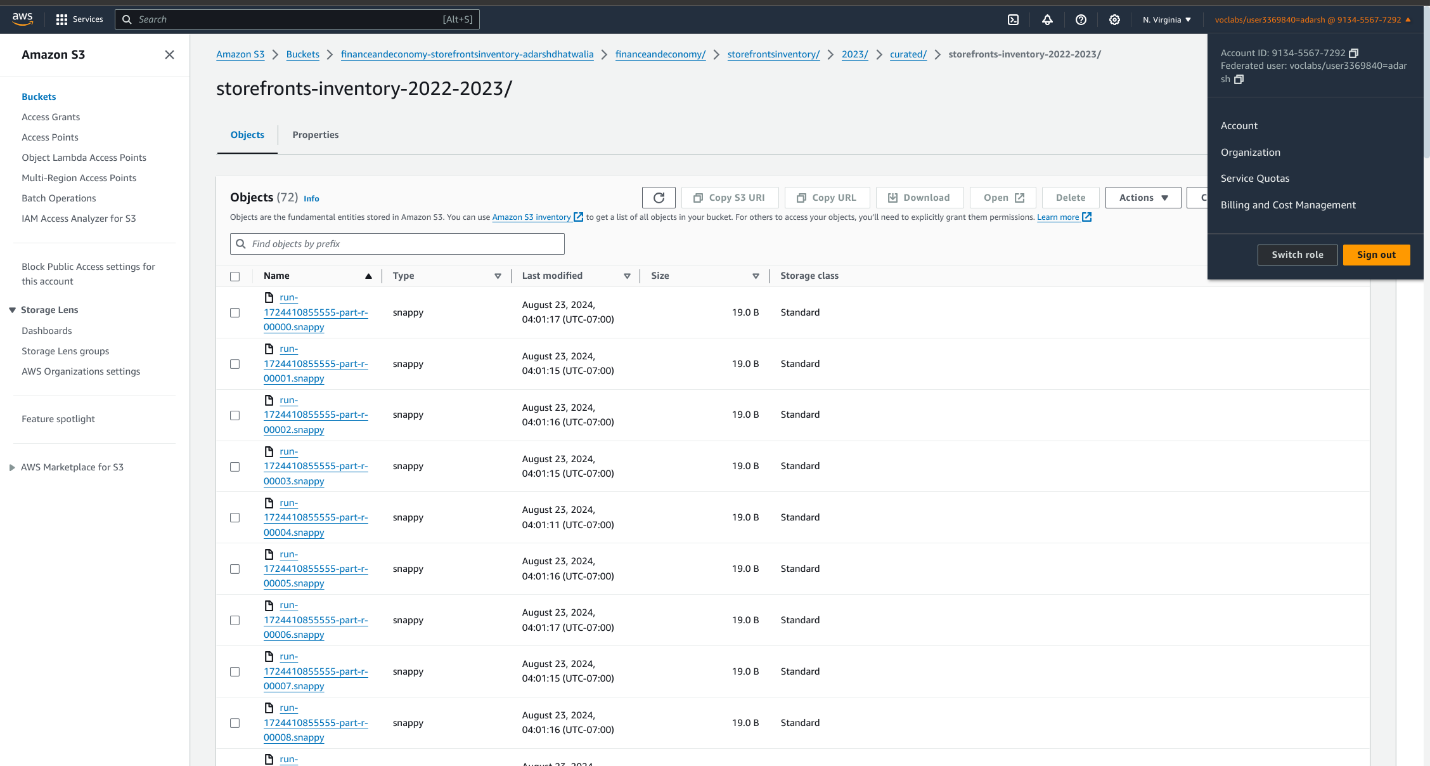 aws
Services
Search
[Alt+S]
N. Virginia
voclabs/user3369840=adarsh @ 9134-5567-7292
Account ID: 9134-5567-7292
Federated user: voclabs/user3369840=adar
sh
Account
Organization
Service Quotas
Billing and Cost Management
Switch role
Sign out
Amazon S3
Buckets
Access Grants
Access Points
Object Lambda Access Points
Multi-Region Access Points
Batch Operations
IAM Access Analyzer for S3
Block Public Access settings for
this account
Storage Lens
Dashboards
Storage Lens groups
AWS Organizations settings
Feature spotlight
AWS Marketplace for S3
Amazon S3 > Buckets > financeandeconomy-storefrontsinventory-adarshdhatwalia > financeandeconomy/ > storefrontsinventory/ > 2023/ > curated/ > storefronts-inventory-2022-2023/
storefronts-inventory-2022-2023/
Objects
Properties
Objects (72) Info
Copy S3 URI
Copy URL
Download
Open
Delete
Actions
C
Objects are the fundamental entities stored in Amazon S3. You can use Amazon S3 inventory to get a list of all objects in your bucket. For others to access your objects, you'll need to explicitly grant them permissions. Learn more
Find objects by prefix
Name Type Last modified Size Storage class
run-
1724410855555-part-r-
00000.snappy
snappy
August 23, 2024,
04:01:17 (UTC-07:00)
19.0 B
Standard
run-
1724410855555-part-r-
00001.snappy
snappy
August 23, 2024,
04:01:15 (UTC-07:00)
19.0 B
Standard
run-
1724410855555-part-r-
00002.snappy
snappy
August 23, 2024,
04:01:16 (UTC-07:00)
19.0 B
Standard
run-
1724410855555-part-r-
00003.snappy
snappy
August 23, 2024,
04:01:15 (UTC-07:00)
19.0 B
Standard
run-
1724410855555-part-r-
00004.snappy
snappy
August 23, 2024,
04:01:11 (UTC-07:00)
19.0 B
Standard
run-
1724410855555-part-r-
00005.snappy
snappy
August 23, 2024,
04:01:16 (UTC-07:00)
19.0 B
Standard
run-
1724410855555-part-r-
00006.snappy
snappy
August 23, 2024,
04:01:17 (UTC-07:00)
19.0 B
Standard
run-
1724410855555-part-r-
00007.snappy
snappy
August 23, 2024,
04:01:15 (UTC-07:00)
19.0 B
Standard
run-
1724410855555-part-r-
00008.snappy
snappy
August 23, 2024,
04:01:16 (UTC-07:00)
19.0 B
Standard
run-